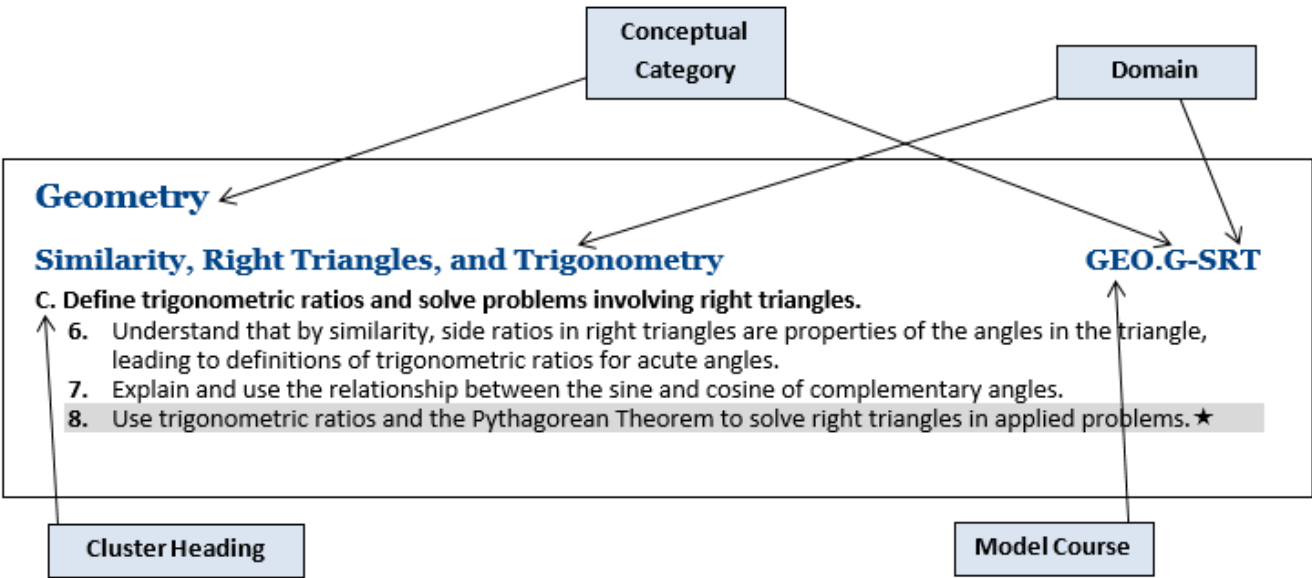 Conceptual
Category
Domain
Geometry
Similarity, Right Triangles, and Trigonometry GEO.G-SRT
C. Define trigonometric ratios and solve problems involving right triangles.
6. Understand that by similarity, side ratios in right triangles are properties of the angles in the triangle,
leading to definitions of trigonometric ratios for acute angles.
7. Explain and use the relationship between the sine and cosine of complementary angles.
8. Use trigonometric ratios and the Pythagorean Theorem to solve right triangles in applied problems.★
Cluster Heading
Model Course